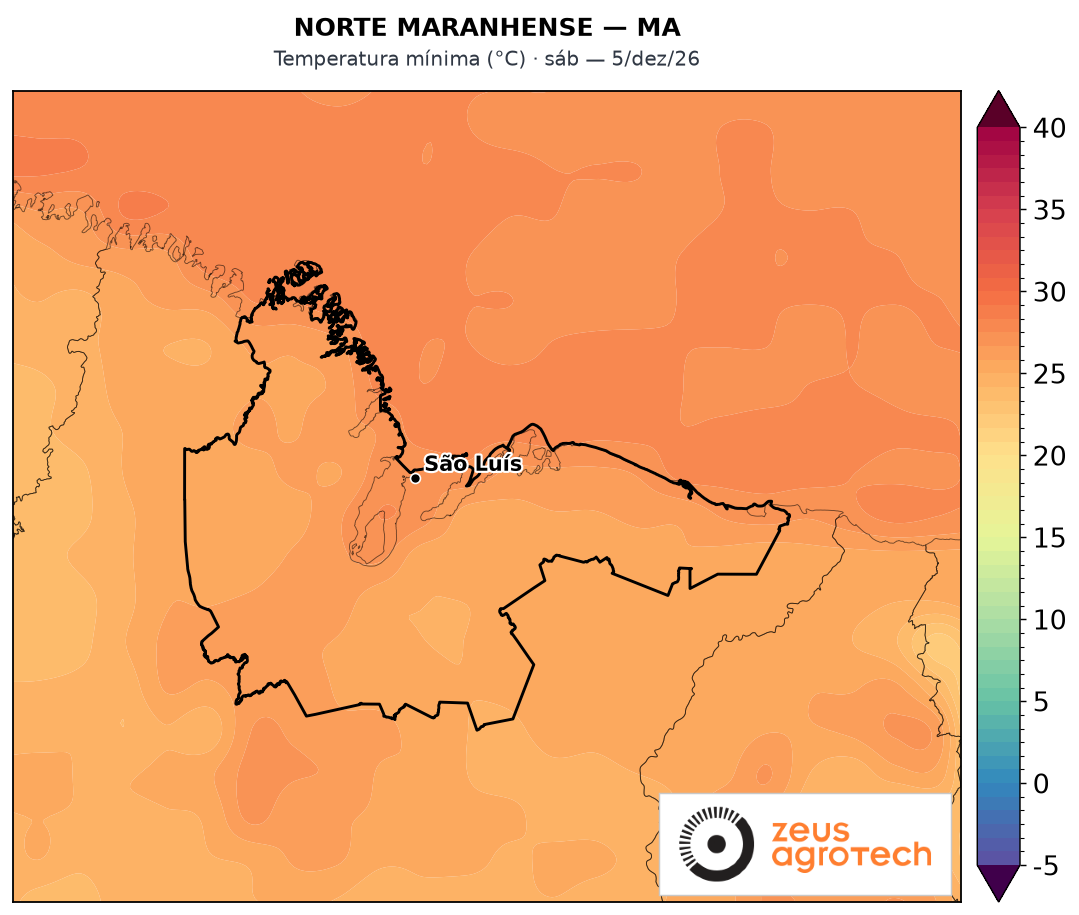 NORTE MARANHENSE — MA
Temperatura mínima (°C) · sáb — 5/dez/26
40
35
30
25
20
15
10
5
0
-5
São Luís
zeus
agrotech